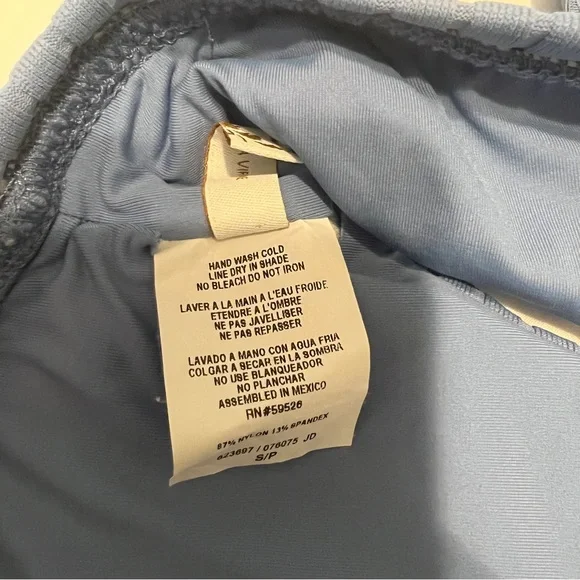 HAND WASH COLD
LINE DRY IN SHADE
NO BLEACH DO NOT IRON
LAVER A LA MAIN A L'EAU FROIDE
ETENDRE A L'OMBRE
NE PAS JAVELLISER
NE PAS REPASSER
LAVADO A MANO CON AGUA FRIA
COLGAR A SECAR EN LA SOMBRA
NO USE BLANQUEADOR
NO PLANCHAR
ASSEMBLED IN MEXICO
RN#59526
87% NYLON 13% SPANDEX
623697 / 076075 JD
S/P